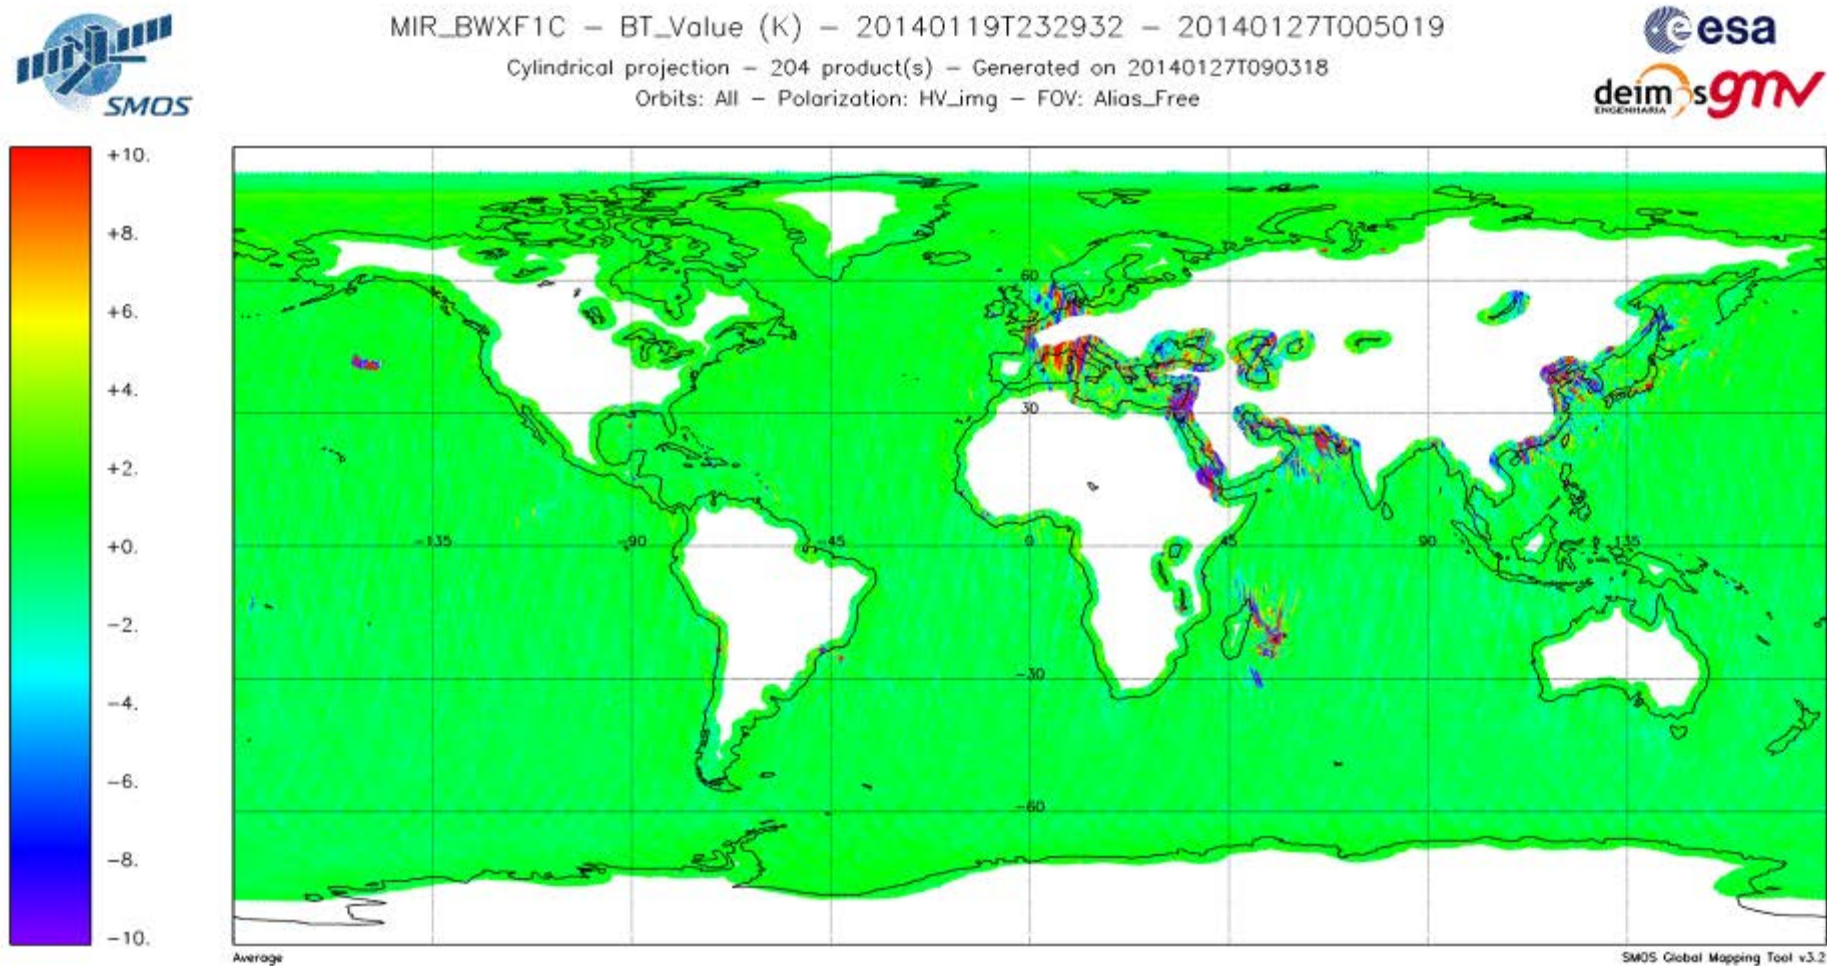 MIR_BWXF1C - BT_Value (K) - 20140119T232932 - 20140127T005019
Cylindrical projection - 204 product(s) - Generated on 20140127T090318
Orbits: All - Polarization: HV_img - FOV: Alias_Free
SMOS
esa
deimos
ENGENHARIA
gmv
+10.
+8.
+6.
+4.
+2.
+0.
-2.
-4.
-6.
-8.
-10.
60
30
-135
-90
-45
0
45
90
135
-30
-60
Average
SMOS Global Mapping Tool v3.2